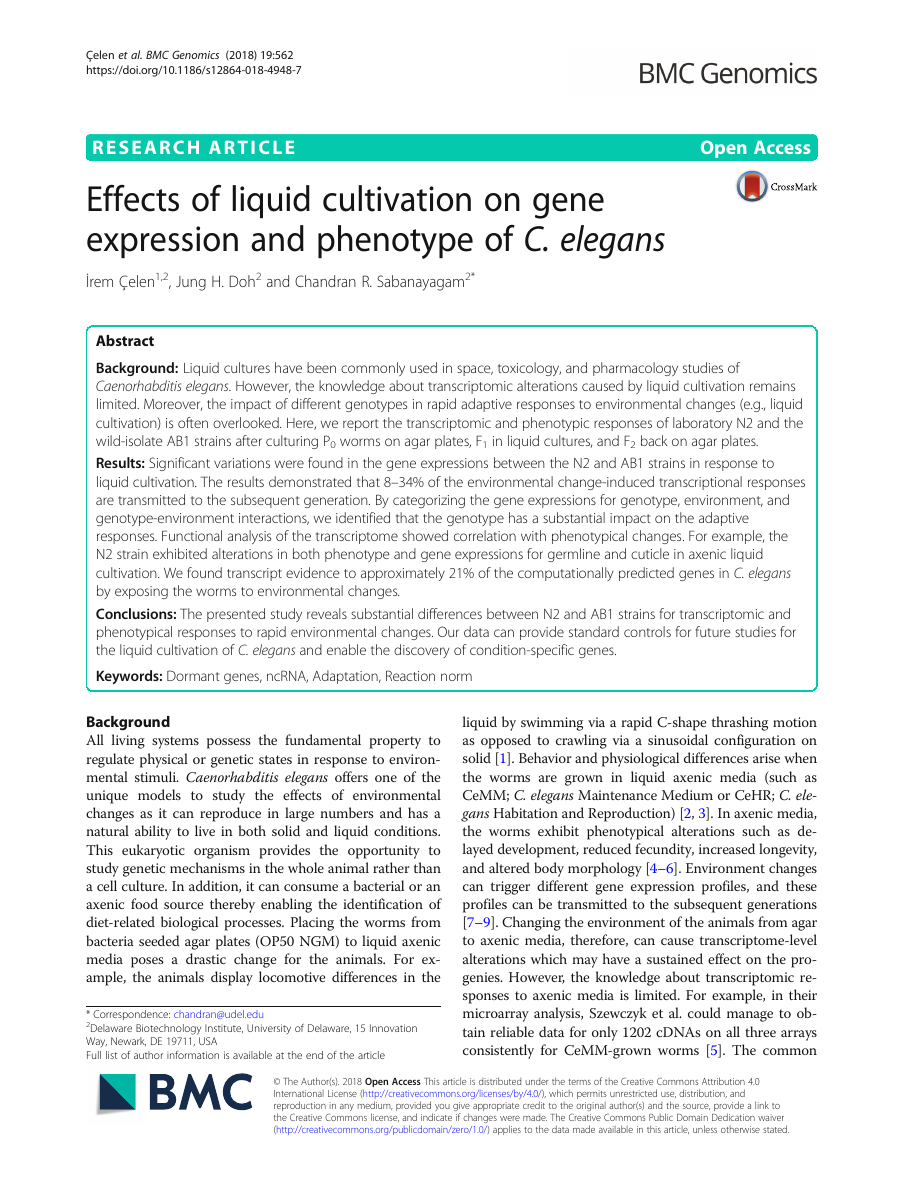 Çelen et al. BMC Genomics (2018) 19:562
https://doi.org/10.1186/s12864-018-4948-7
BMC Genomics
RESEARCH ARTICLE
Open Access
CrossMark
Effects of liquid cultivation on gene
expression and phenotype of C. elegans
İrem Çelen1,2, Jung H. Doh2 and Chandran R. Sabanayagam2*
Abstract
Background: Liquid cultures have been commonly used in space, toxicology, and pharmacology studies of
Caenorhabditis elegans. However, the knowledge about transcriptomic alterations caused by liquid cultivation remains
limited. Moreover, the impact of different genotypes in rapid adaptive responses to environmental changes (e.g., liquid
cultivation) is often overlooked. Here, we report the transcriptomic and phenotypic responses of laboratory N2 and the
wild-isolate AB1 strains after culturing P0 worms on agar plates, F1 in liquid cultures, and F2 back on agar plates.
Results: Significant variations were found in the gene expressions between the N2 and AB1 strains in response to
liquid cultivation. The results demonstrated that 8–34% of the environmental change-induced transcriptional responses
are transmitted to the subsequent generation. By categorizing the gene expressions for genotype, environment, and
genotype-environment interactions, we identified that the genotype has a substantial impact on the adaptive
responses. Functional analysis of the transcriptome showed correlation with phenotypical changes. For example, the
N2 strain exhibited alterations in both phenotype and gene expressions for germline and cuticle in axenic liquid
cultivation. We found transcript evidence to approximately 21% of the computationally predicted genes in C. elegans
by exposing the worms to environmental changes.
Conclusions: The presented study reveals substantial differences between N2 and AB1 strains for transcriptomic and
phenotypical responses to rapid environmental changes. Our data can provide standard controls for future studies for
the liquid cultivation of C. elegans and enable the discovery of condition-specific genes.
Keywords: Dormant genes, ncRNA, Adaptation, Reaction norm
Background
All living systems possess the fundamental property to
regulate physical or genetic states in response to environ-
mental stimuli. Caenorhabditis elegans offers one of the
unique models to study the effects of environmental
changes as it can reproduce in large numbers and has a
natural ability to live in both solid and liquid conditions.
This eukaryotic organism provides the opportunity to
study genetic mechanisms in the whole animal rather than
a cell culture. In addition, it can consume a bacterial or an
axenic food source thereby enabling the identification of
diet-related biological processes. Placing the worms from
bacteria seeded agar plates (OP50 NGM) to liquid axenic
media poses a drastic change for the animals. For ex-
ample, the animals display locomotive differences in the
liquid by swimming via a rapid C-shape thrashing motion
as opposed to crawling via a sinusoidal configuration on
solid [1]. Behavior and physiological differences arise when
the worms are grown in liquid axenic media (such as
CeMM; C. elegans Maintenance Medium or CeHR; C. ele-
gans Habitation and Reproduction) [2, 3]. In axenic media,
the worms exhibit phenotypical alterations such as de-
layed development, reduced fecundity, increased longevity,
and altered body morphology [4–6]. Environment changes
can trigger different gene expression profiles, and these
profiles can be transmitted to the subsequent generations
[7–9]. Changing the environment of the animals from agar
to axenic media, therefore, can cause transcriptome-level
alterations which may have a sustained effect on the pro-
genies. However, the knowledge about transcriptomic re-
sponses to axenic media is limited. For example, in their
microarray analysis, Szewczyk et al. could manage to ob-
tain reliable data for only 1202 cDNAs on all three arrays
consistently for CeMM-grown worms [5]. The common
* Correspondence: chandran@udel.edu
2Delaware Biotechnology Institute, University of Delaware, 15 Innovation
Way, Newark, DE 19711, USA
Full list of author information is available at the end of the article
BMC
© The Author(s). 2018 Open Access This article is distributed under the terms of the Creative Commons Attribution 4.0
International License (http://creativecommons.org/licenses/by/4.0/), which permits unrestricted use, distribution, and
reproduction in any medium, provided you give appropriate credit to the original author(s) and the source, provide a link to
the Creative Commons license, and indicate if changes were made. The Creative Commons Public Domain Dedication waiver
(http://creativecommons.org/publicdomain/zero/1.0/) applies to the data made available in this article, unless otherwise stated.